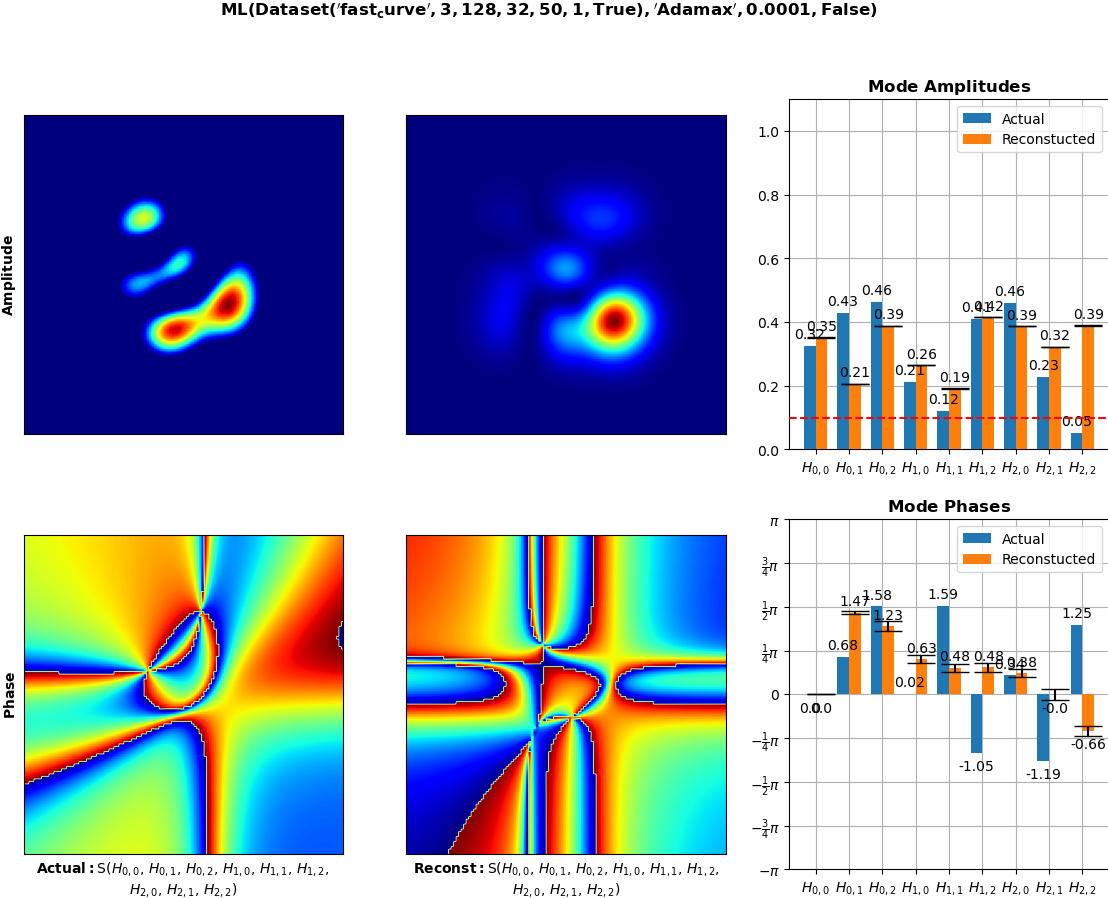 ML(Dataset('fast_curve', 3, 128, 32, 50, 1, True), 'Adamax', 0.0001, False)
Amplitude
Mode Amplitudes
Actual
Reconstucted
1.0
0.8
0.6
0.4
0.2
0.0
0.32
0.35
0.43
0.21
0.46
0.39
0.21
0.26
0.12
0.19
0.41
0.42
0.46
0.39
0.23
0.32
0.05
0.39
H0,0 H0,1 H0,2 H1,0 H1,1 H1,2 H2,0 H2,1 H2,2
Phase
Mode Phases
Actual
Reconstucted
π
3/4π
1/2π
1/4π
0
−1/4π
−1/2π
−3/4π
−π
0.0
0.0
0.68
1.47
1.58
1.23
0.02
0.63
1.59
0.48
-1.05
0.48
0.34
0.38
-1.19
-0.0
1.25
-0.66
H0,0 H0,1 H0,2 H1,0 H1,1 H1,2 H2,0 H2,1 H2,2
Actual: S(H0,0, H0,1, H0,2, H1,0, H1,1, H1,2,
H2,0, H2,1, H2,2)
Reconst: S(H0,0, H0,1, H0,2, H1,0, H1,1, H1,2,
H2,0, H2,1, H2,2)